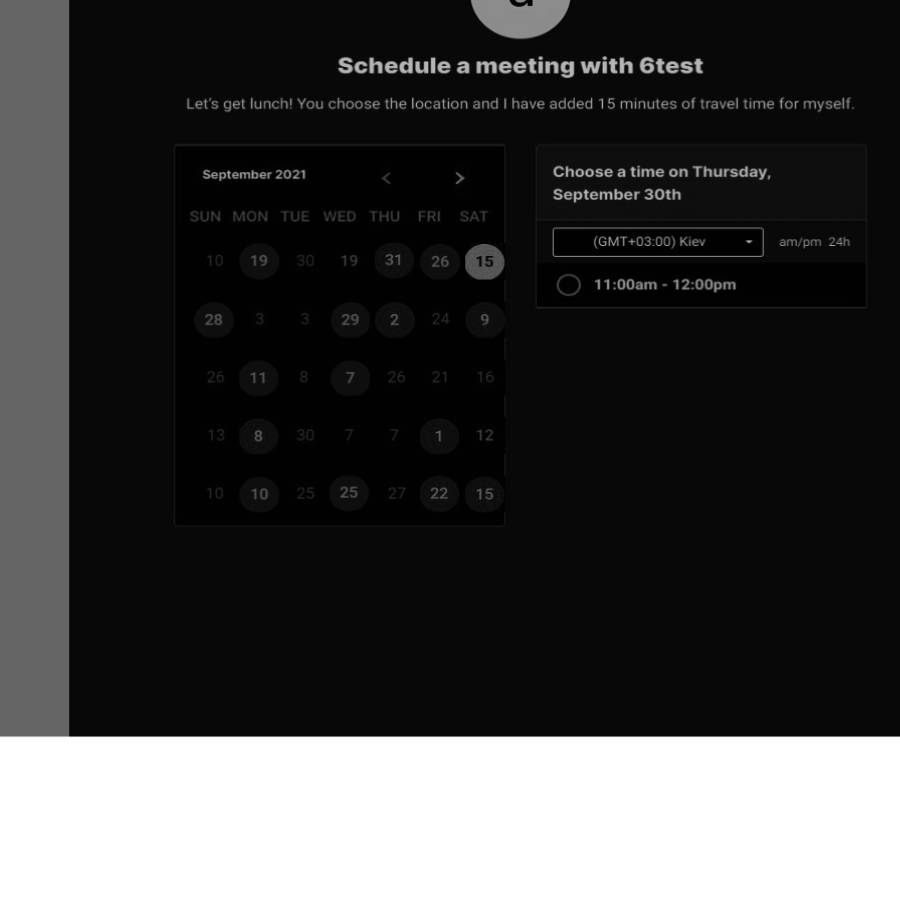 Schedule a meeting with 6test
Let's get lunch! You choose the location and I have added 15 minutes of travel time for myself.
September 2021 < >
SUN MON TUE WED THU FRI SAT
10 19 30 19 31 26 15
28 3 3 29 2 24 9
26 11 8 7 26 21 16
13 8 30 7 7 1 12
10 10 25 25 27 22 15
Choose a time on Thursday,
September 30th
(GMT+03:00) Kiev am/pm 24h
11:00am - 12:00pm